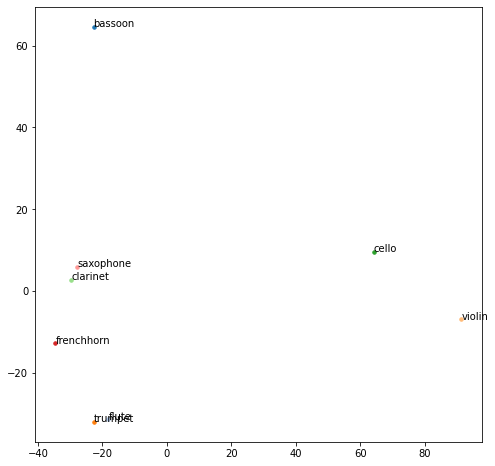 bassoon
60
40
20
cello
saxophone
clarinet
0
violin
frenchhorn
−20
flute
trumpet
−40 −20 0 20 40 60 80